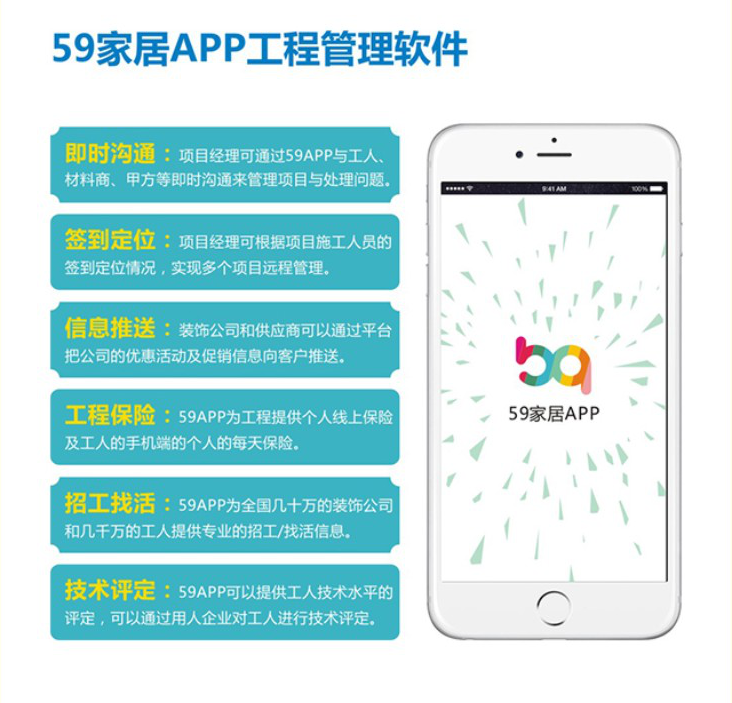 59家居APP工程管理软件
即时沟通：项目经理可通过59APP与工人、
材料商、甲方等即时沟通来管理项目与处理问题。
签到定位：项目经理可根据项目施工人员的
签到定位情况，实现多个项目远程管理。
信息推送：装饰公司和供应商可以通过平台
把公司的优惠活动及促销信息向客户推送。
工程保险：59APP为工程提供个人线上保险
及工人的手机端的个人的每天保险。
招工找活：59APP为全国几十万的装饰公司
和几千万的工人提供专业的招工/找活信息。
技术评定：59APP可以提供工人技术水平的
评定，可以通过用人企业对工人进行技术评定。
9:41 AM
100%
59家居APP